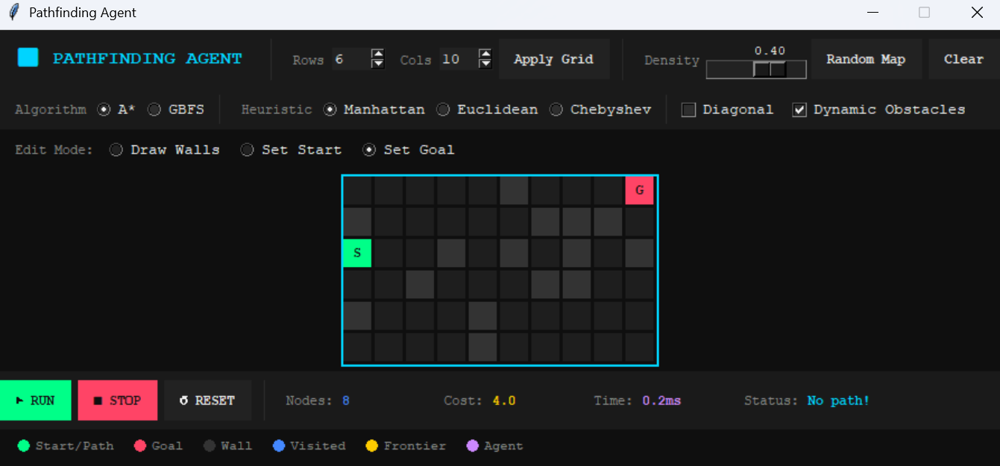 Pathfinding Agent
PATHFINDING AGENT Rows 6 Cols 10 Apply Grid Density 0.40 Random Map Clear
Algorithm A* GBFS Heuristic Manhattan Euclidean Chebyshev Diagonal Dynamic Obstacles
Edit Mode: Draw Walls Set Start Set Goal
G
S
RUN STOP RESET Nodes: 8 Cost: 4.0 Time: 0.2ms Status: No path!
Start/Path Goal Wall Visited Frontier Agent